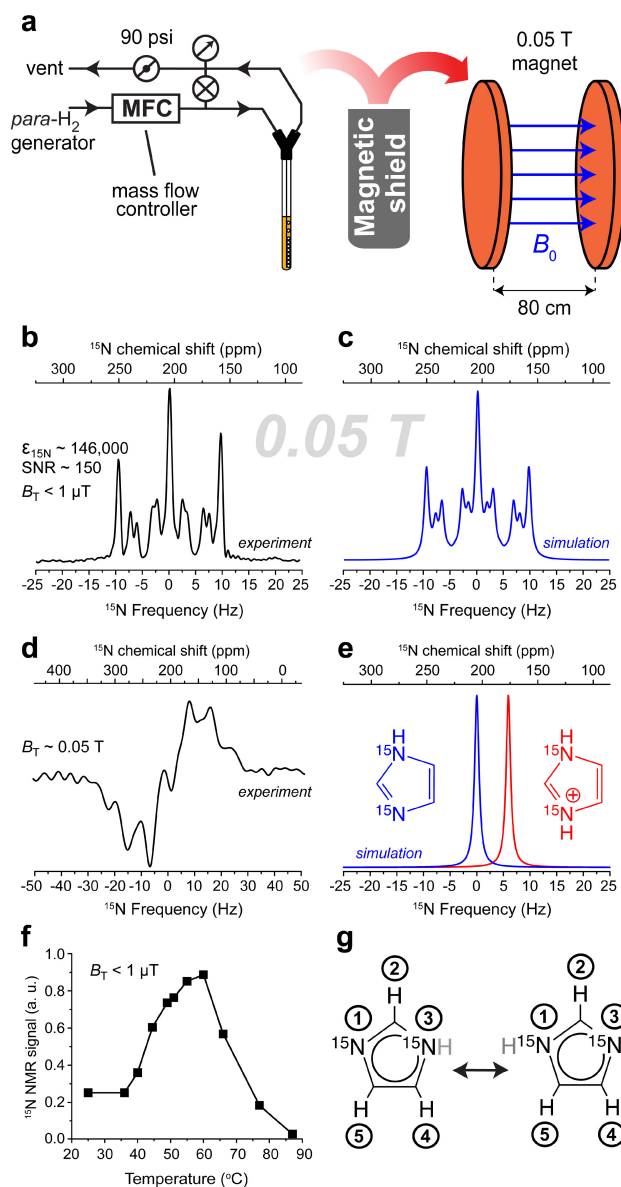 a
90 psi
vent
para-H2
generator
MFC
mass flow
controller
Magnetic
shield
0.05 T
magnet
B0
80 cm
b
15N chemical shift (ppm)
300 250 200 150 100
ε15N ~ 146,000
SNR ~ 150
BT < 1 µT
experiment
-25 -20 -15 -10 -5 0 5 10 15 20 25
15N Frequency (Hz)
0.05 T
c
15N chemical shift (ppm)
300 250 200 150 100
simulation
-25 -20 -15 -10 -5 0 5 10 15 20 25
15N Frequency (Hz)
d
15N chemical shift (ppm)
400 300 200 100 0
BT ~ 0.05 T
experiment
-50 -40 -30 -20 -10 0 10 20 30 40 50
15N Frequency (Hz)
e
15N chemical shift (ppm)
300 250 200 150 100
H
15N
15N
H
15N
⊕
15N
H
simulation
-25 -20 -15 -10 -5 0 5 10 15 20 25
15N Frequency (Hz)
f
BT < 1 µT
15N NMR signal (a. u.)
1.0
0.8
0.6
0.4
0.2
0.0
20 30 40 50 60 70 80 90
Temperature (oC)
g
2
H
1 3
15N 15N H
H H
5 4
2
H
1 3
H 15N 15N
H H
5 4